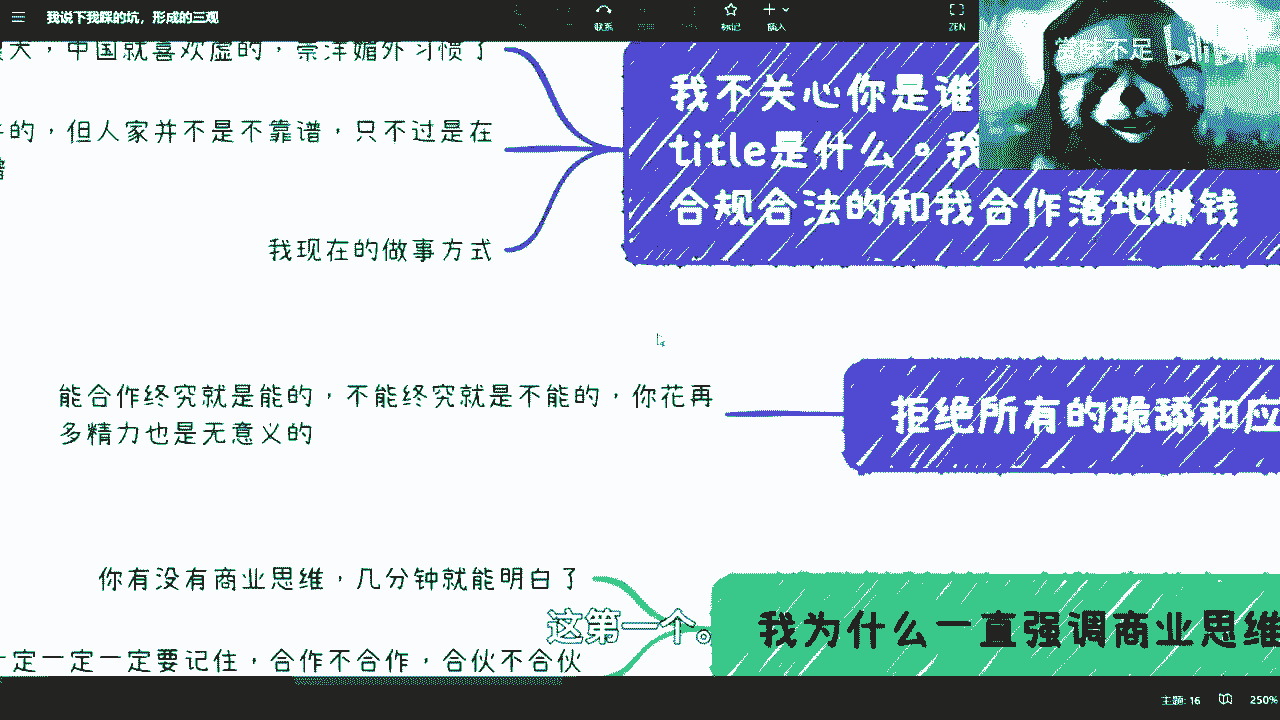 我说下我踩的坑，形成的三观
联系
标记
插入
ZEN
大，中国就喜欢虚的，崇洋媚外习惯了
的，但人家并不是不靠谱，只不过是在
谱
我现在的做事方式
我不关心你是谁
title是什么。我
合规合法的和我合作落地赚钱
bilibili
能合作终究就是能的，不能终究就是不能的，你花再
多精力也是无意义的
拒绝所有的跪舔和应
你有没有商业思维，几分钟就能明白了
一定一定一定要记住，合作不合作，合伙不合伙
我为什么一直强调商业思维
这第一个。
主题: 16
250%